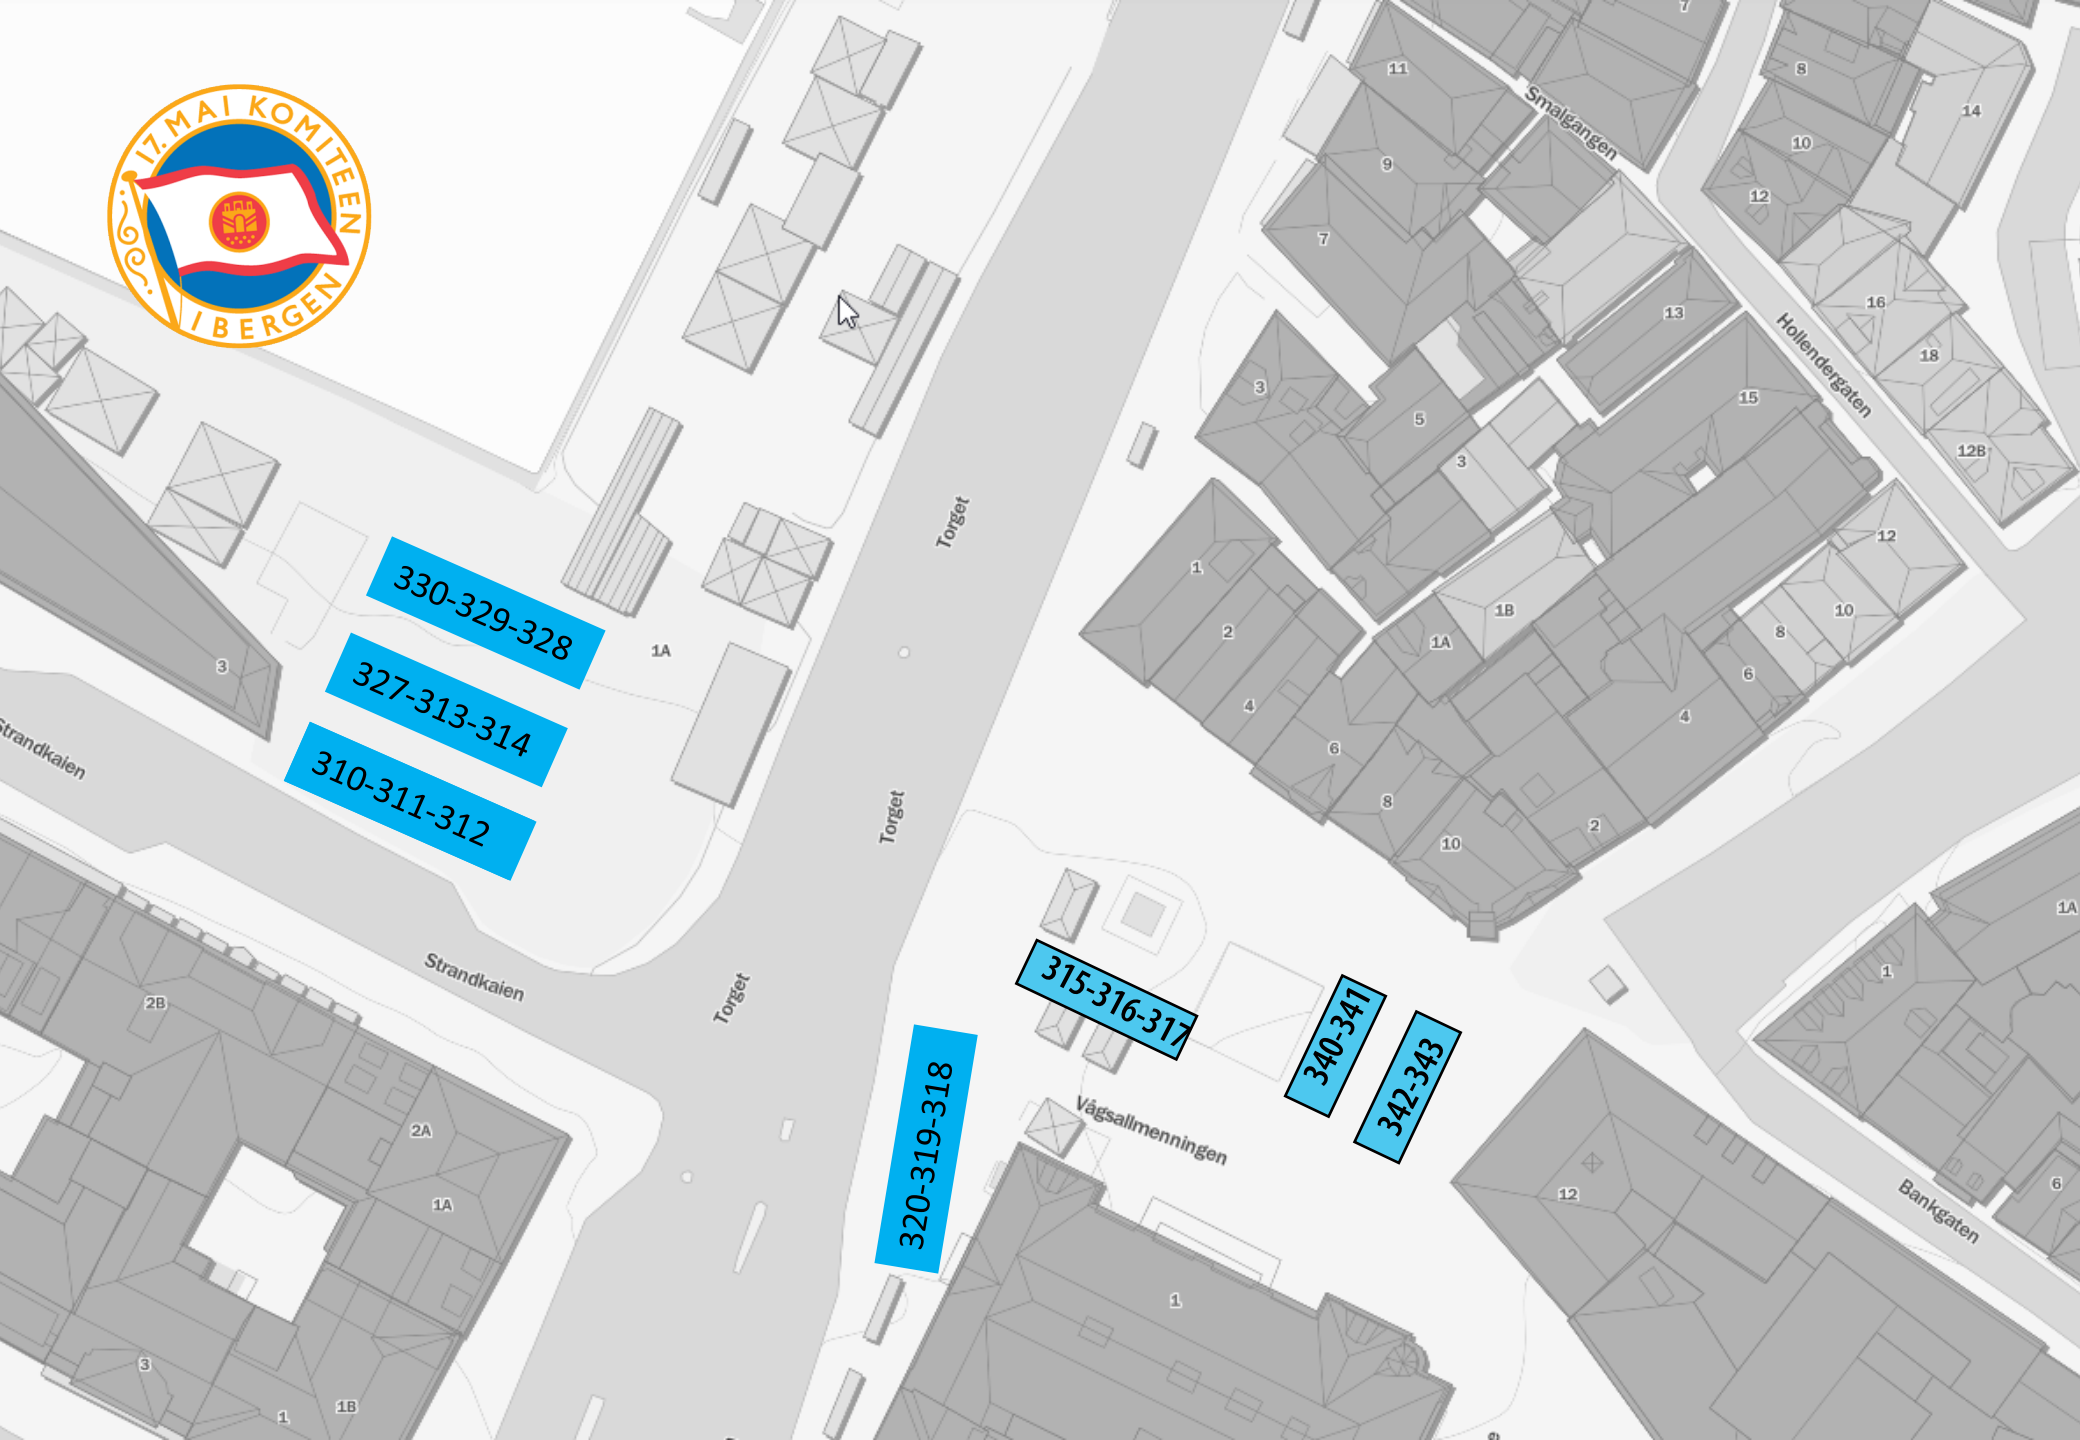 17. MAI KOMITEEN
I BERGEN
7
11
Smalgangen
8
14
9
10
12
7
16
13
Hollendergaten
18
3
15
5
12B
3
Torget
12
1
330-329-328
1B
10
2
8
1A
1A
3
6
327-313-314
4
4
Strandkaien
6
310-311-312
8
Torget
2
10
1A
315-316-317
1
Strandkaien
2B
Torget
340-341
342-343
320-319-318
Vågsallmenningen
2A
12
6
1A
Bankgaten
1
3
1B
1